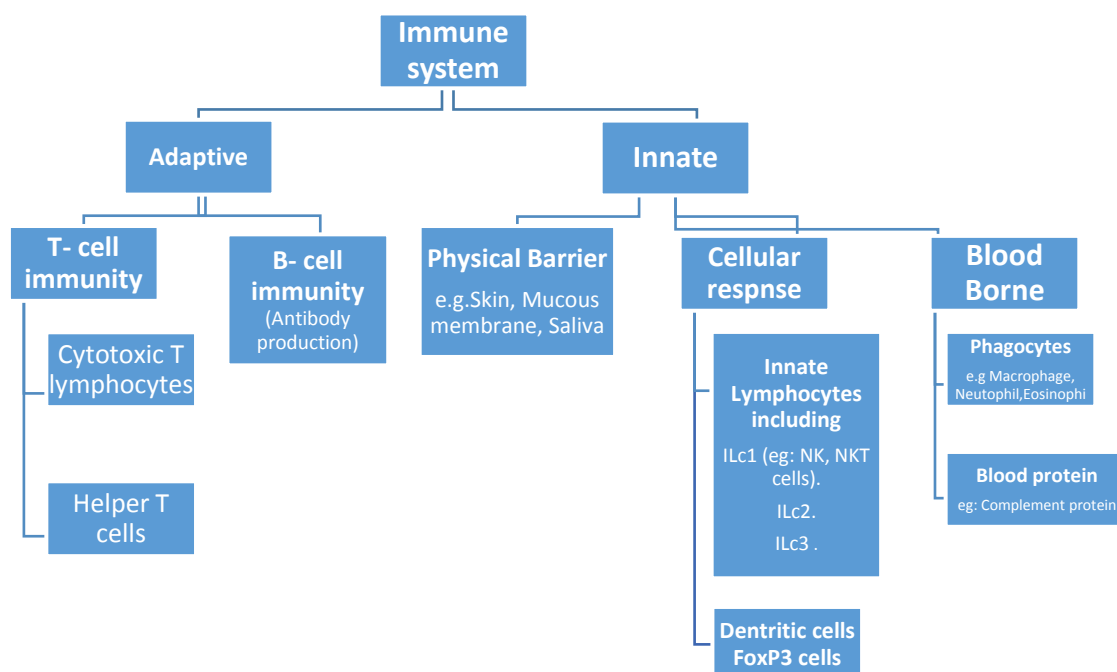 Immune
system
Adaptive
Innate
T- cell
immunity
B- cell
immunity
(Antibody
production)
Physical Barrier
e.g.Skin, Mucous
membrane, Saliva
Cellular
respnse
Blood
Borne
Cytotoxic T
lymphocytes
Helper T
cells
Innate
Lymphocytes
including
ILc1 (eg: NK, NKT
cells).
ILc2.
ILc3 .
Dentritic cells
FoxP3 cells
Phagocytes
e.g Macrophage,
Neutophil,Eosinophi
Blood protein
eg: Complement protein